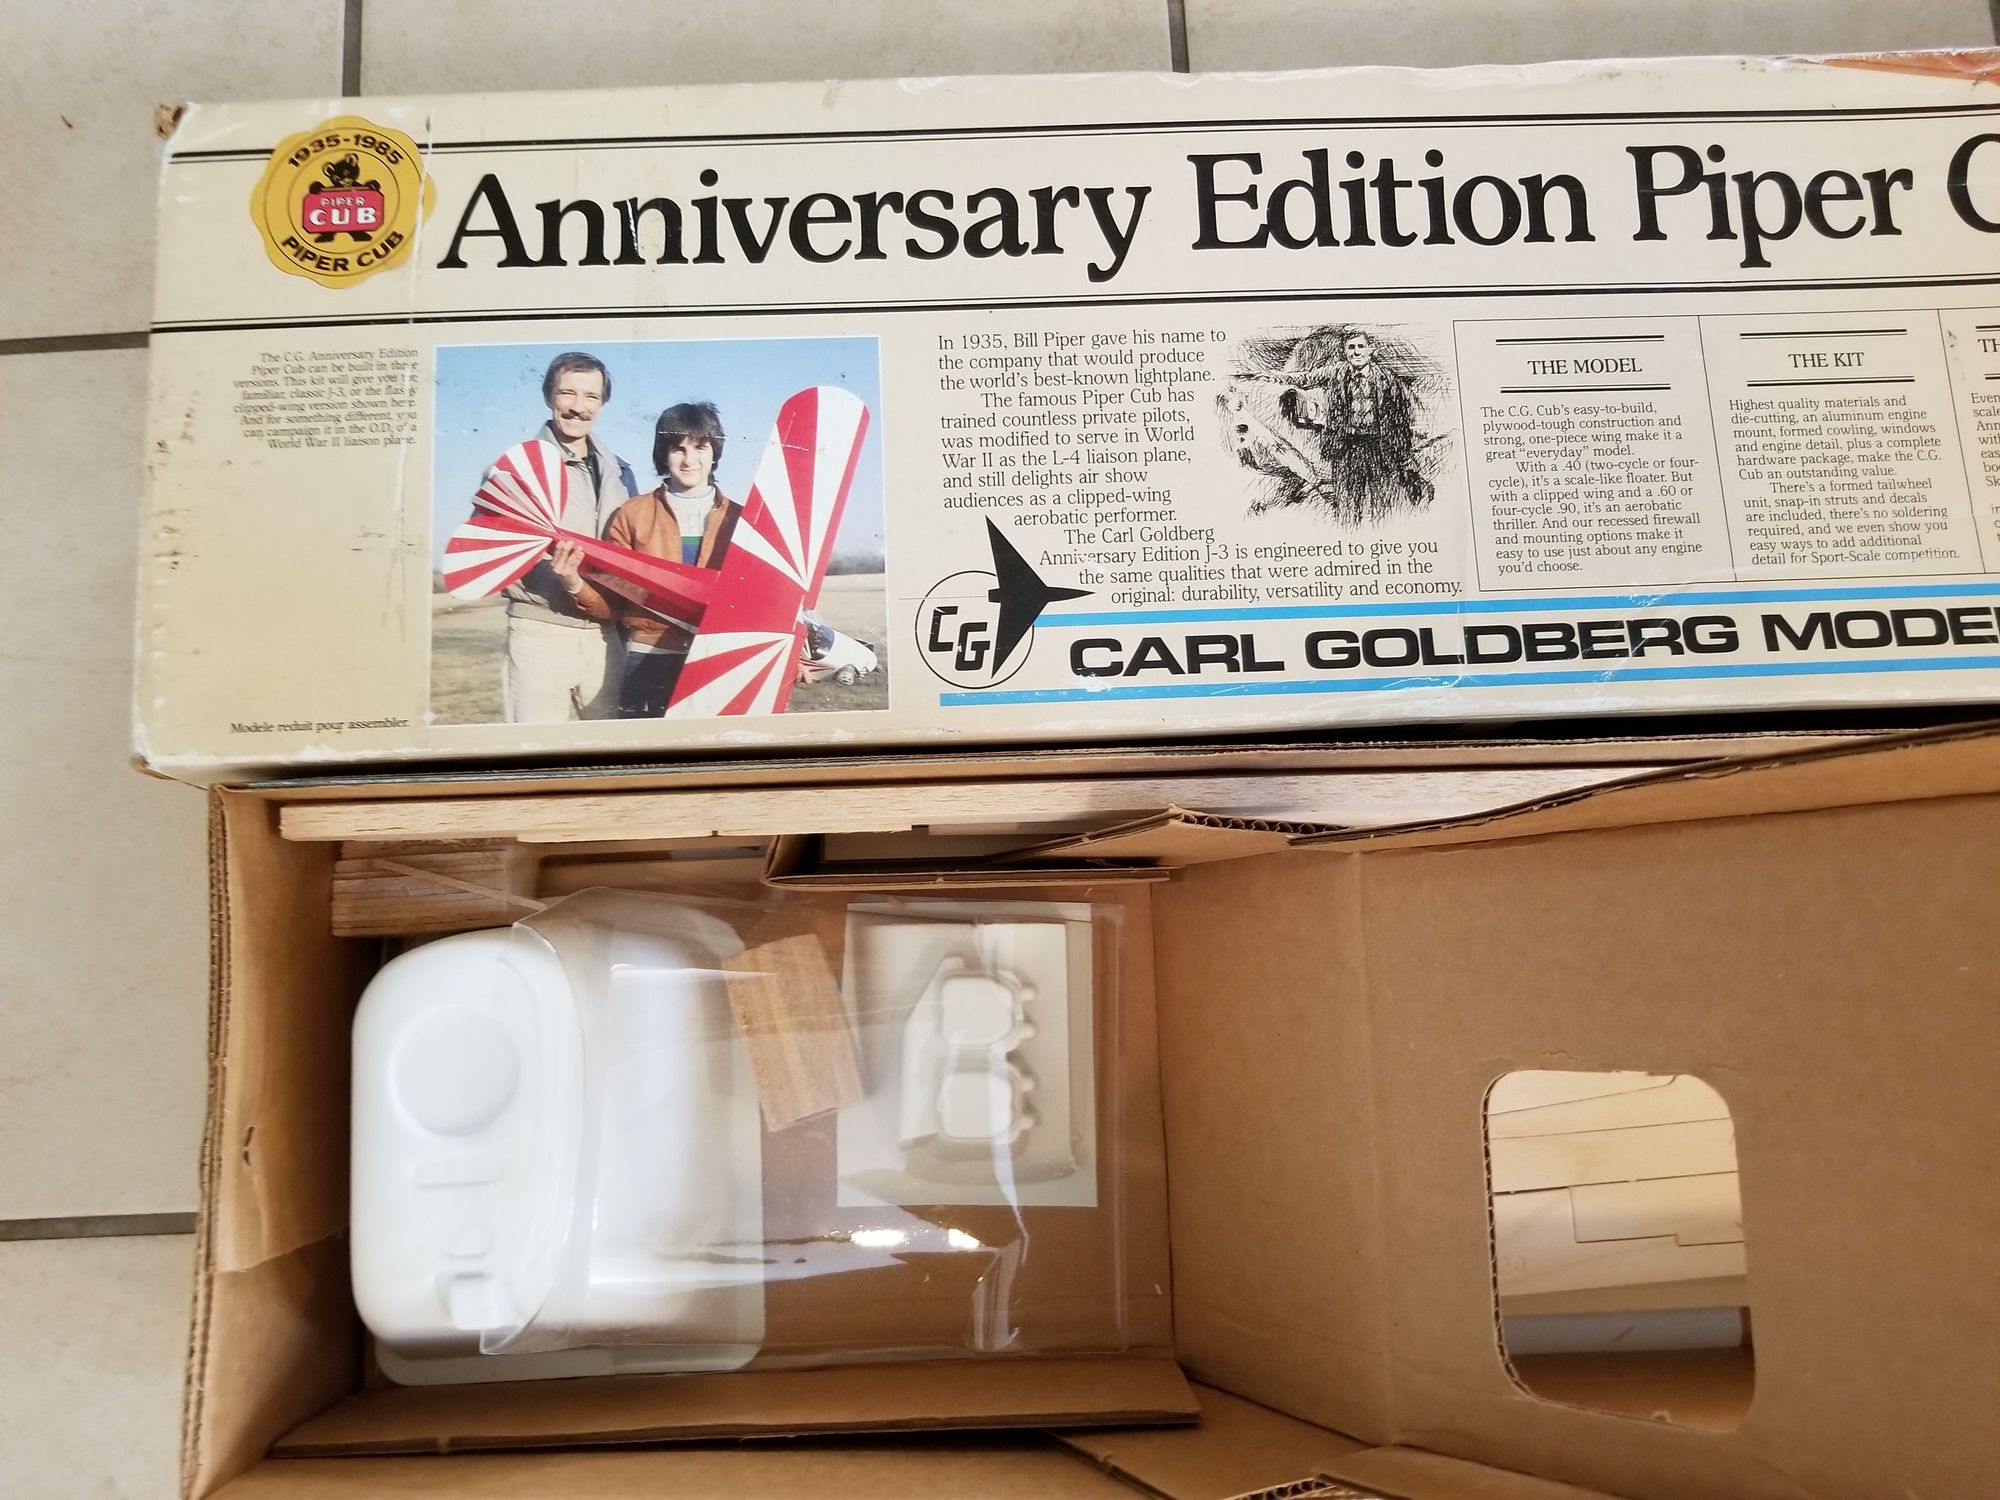 1935-1985
PIPER
CUB
PIPER CUB
Anniversary Edition Piper C
The C.G. Anniversary Edition
Piper Cub can be built in three
versions. This kit will give you the
familiar, classic J-3, or the flashy
clipped-wing version shown here.
And for something different, you
can campaign it in the O.D. of a
World War II liaison plane.
Modele reduit pour assembler.
In 1935, Bill Piper gave his name to
the company that would produce
the world's best-known lightplane.
The famous Piper Cub has
trained countless private pilots,
was modified to serve in World
War II as the L-4 liaison plane,
and still delights air show
audiences as a clipped-wing
aerobatic performer.
The Carl Goldberg
Anniversary Edition J-3 is engineered to give you
the same qualities that were admired in the
original: durability, versatility and economy.
CG
CARL GOLDBERG MODE
THE MODEL
The C.G. Cub's easy-to-build,
plywood-tough construction and
strong, one-piece wing make it a
great "everyday" model.
With a .40 (two-cycle or four-
cycle), it's a scale-like floater. But
with a clipped wing and a .60 or
four-cycle .90, it's an aerobatic
thriller. And our recessed firewall
and mounting options make it
easy to use just about any engine
you'd choose.
THE KIT
Highest quality materials and
die-cutting, an aluminum engine
mount, formed cowling, windows
and engine detail, plus a complete
hardware package, make the C.G.
Cub an outstanding value.
There's a formed tailwheel
unit, snap-in struts and decals
are included, there's no soldering
required, and we even show you
easy ways to add additional
detail for Sport-Scale competition.
TH
Even
scale
Ann
with
eas
bo
Sk